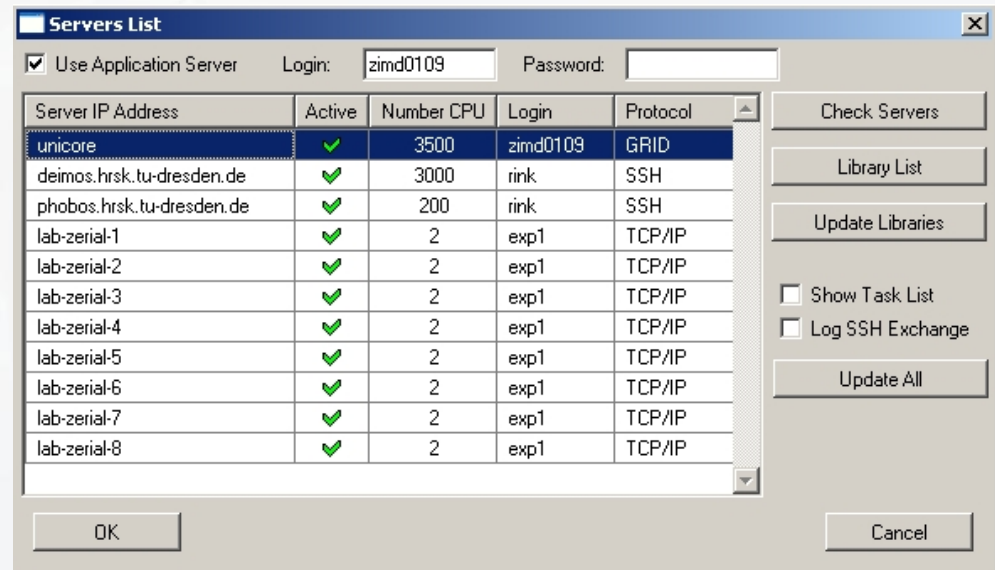 Servers List
Use Application Server Login: zimd0109 Password:
Server IP Address Active Number CPU Login Protocol
unicore 3500 zimd0109 GRID
deimos.hrsk.tu-dresden.de 3000 rink SSH
phobos.hrsk.tu-dresden.de 200 rink SSH
lab-zerial-1 2 exp1 TCP/IP
lab-zerial-2 2 exp1 TCP/IP
lab-zerial-3 2 exp1 TCP/IP
lab-zerial-4 2 exp1 TCP/IP
lab-zerial-5 2 exp1 TCP/IP
lab-zerial-6 2 exp1 TCP/IP
lab-zerial-7 2 exp1 TCP/IP
lab-zerial-8 2 exp1 TCP/IP
Check Servers
Library List
Update Libraries
Show Task List
Log SSH Exchange
Update All
OK
Cancel